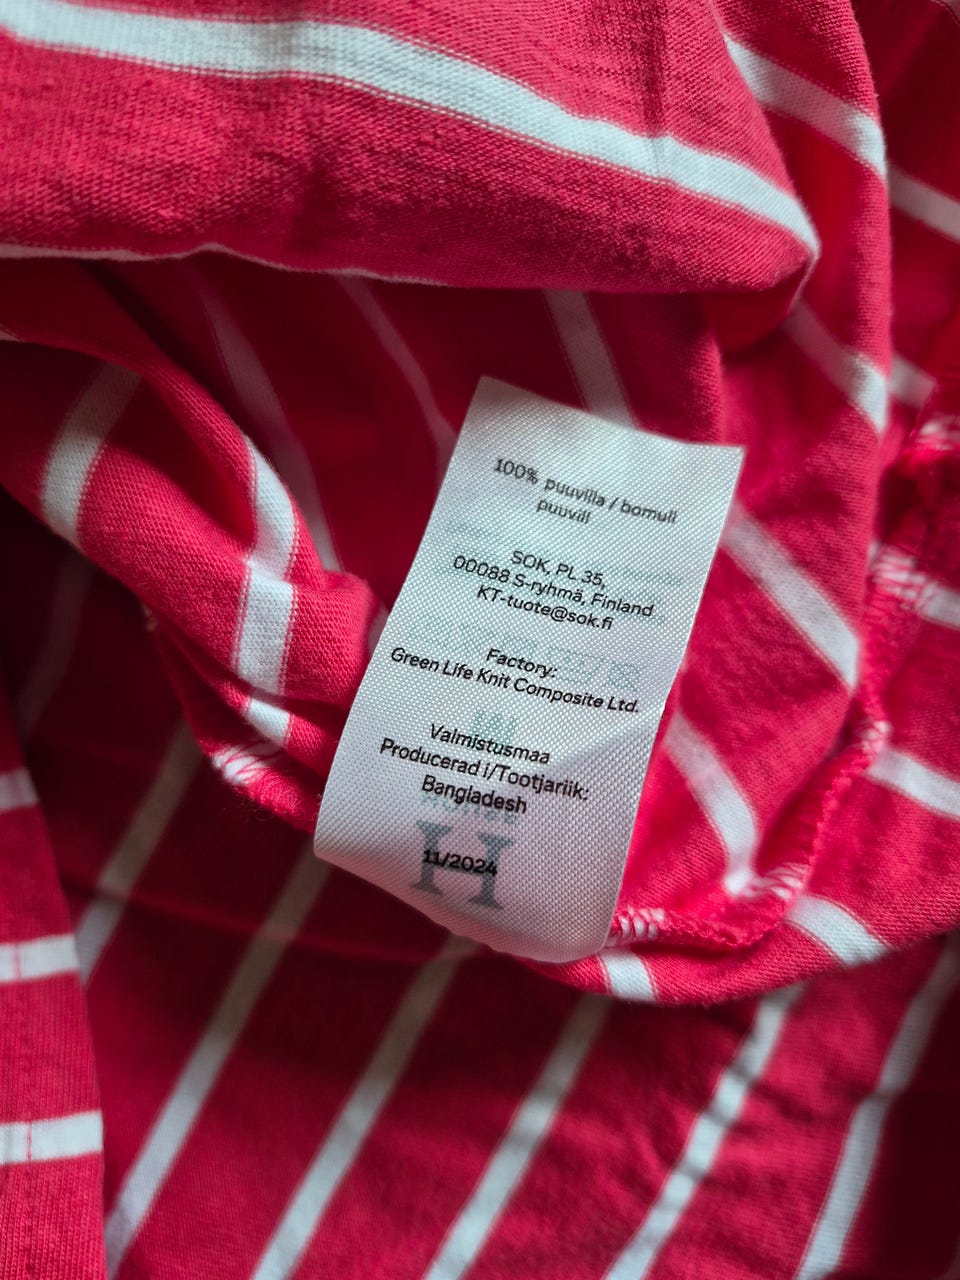 100% puuvilla / bomull
puuvill
SOK, PL 35,
00088 S-ryhmä, Finland
KT-tuote@sok.fi
Factory:
Green Life Knit Composite Ltd.
Valmistusmaa
Producerad i/Tootjariik:
Bangladesh
11/2024